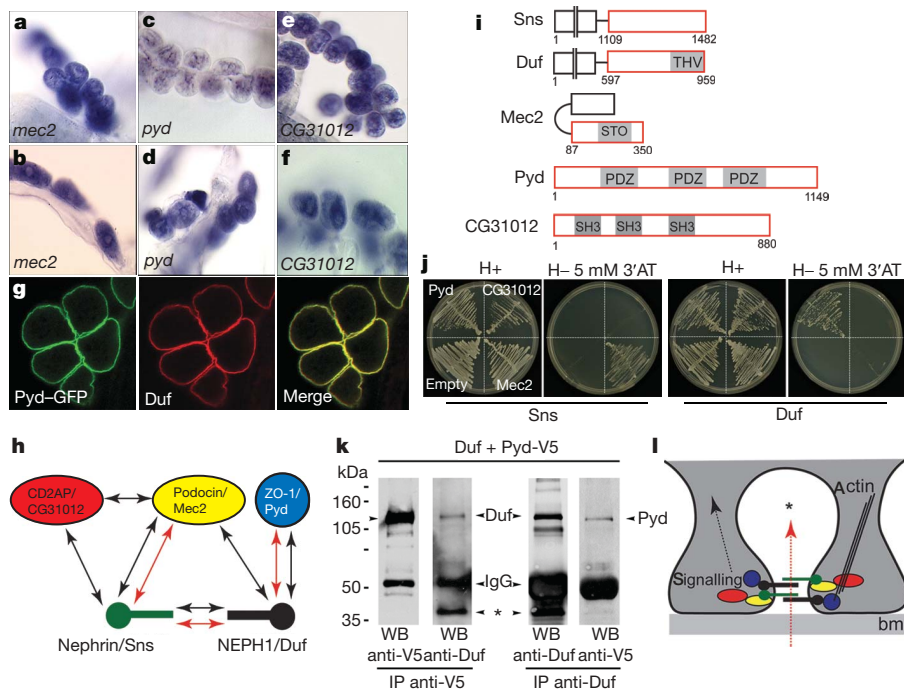 a
mec2
c
pyd
e
CG31012
b
mec2
d
pyd
f
CG31012
g
Pyd–GFP
Duf
Merge
h
CD2AP/
CG31012
Podocin/
Mec2
ZO-1/
Pyd
Nephrin/Sns
NEPH1/Duf
i
Sns
1
1109
1482
Duf
THV
1
597
959
Mec2
STO
87
350
Pyd
PDZ
PDZ
PDZ
1
1149
CG31012
SH3
SH3
SH3
1
880
j
H+
H– 5 mM 3′AT
H+
H– 5 mM 3′AT
Pyd
CG31012
Empty
Mec2
Sns
Duf
k
Duf + Pyd-V5
kDa
160
105
50
35
Duf
IgG
*
Pyd
WB
anti-V5
WB
anti-Duf
WB
anti-Duf
WB
anti-V5
IP anti-V5
IP anti-Duf
l
*
Actin
Signalling
bm